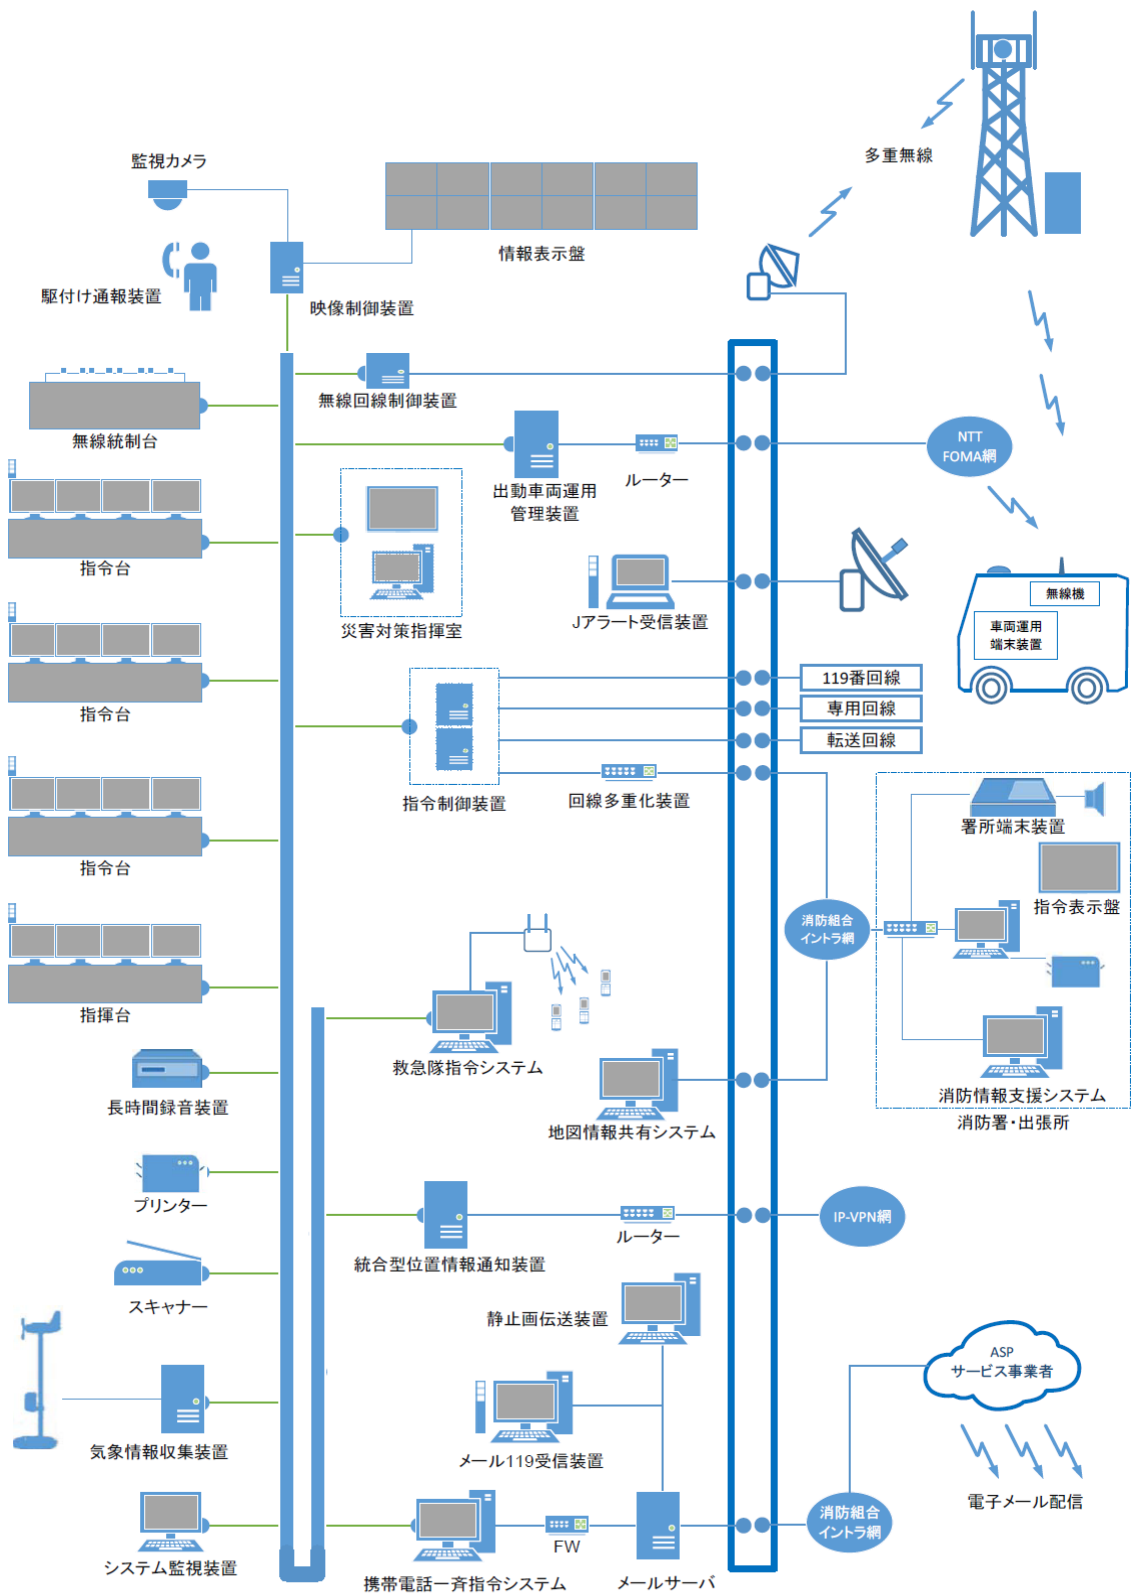 多重無線
監視カメラ
情報表示盤
駆付け通報装置
映像制御装置
無線回線制御装置
無線統制台
NTT
FOMA網
ルーター
出動車両運用
管理装置
指令台
無線機
車両運用
端末装置
Jアラート受信装置
災害対策指揮室
119番回線
専用回線
転送回線
指令台
指令制御装置
回線多重化装置
署所端末装置
指令台
指令表示盤
消防組合
イントラ網
指揮台
救急隊指令システム
消防情報支援システム
消防署・出張所
長時間録音装置
地図情報共有システム
プリンター
IP-VPN網
統合型位置情報通知装置
ルーター
スキャナー
静止画伝送装置
ASP
サービス事業者
気象情報収集装置
メール119受信装置
電子メール配信
消防組合
イントラ網
FW
システム監視装置
携帯電話一斉指令システム
メールサーバ